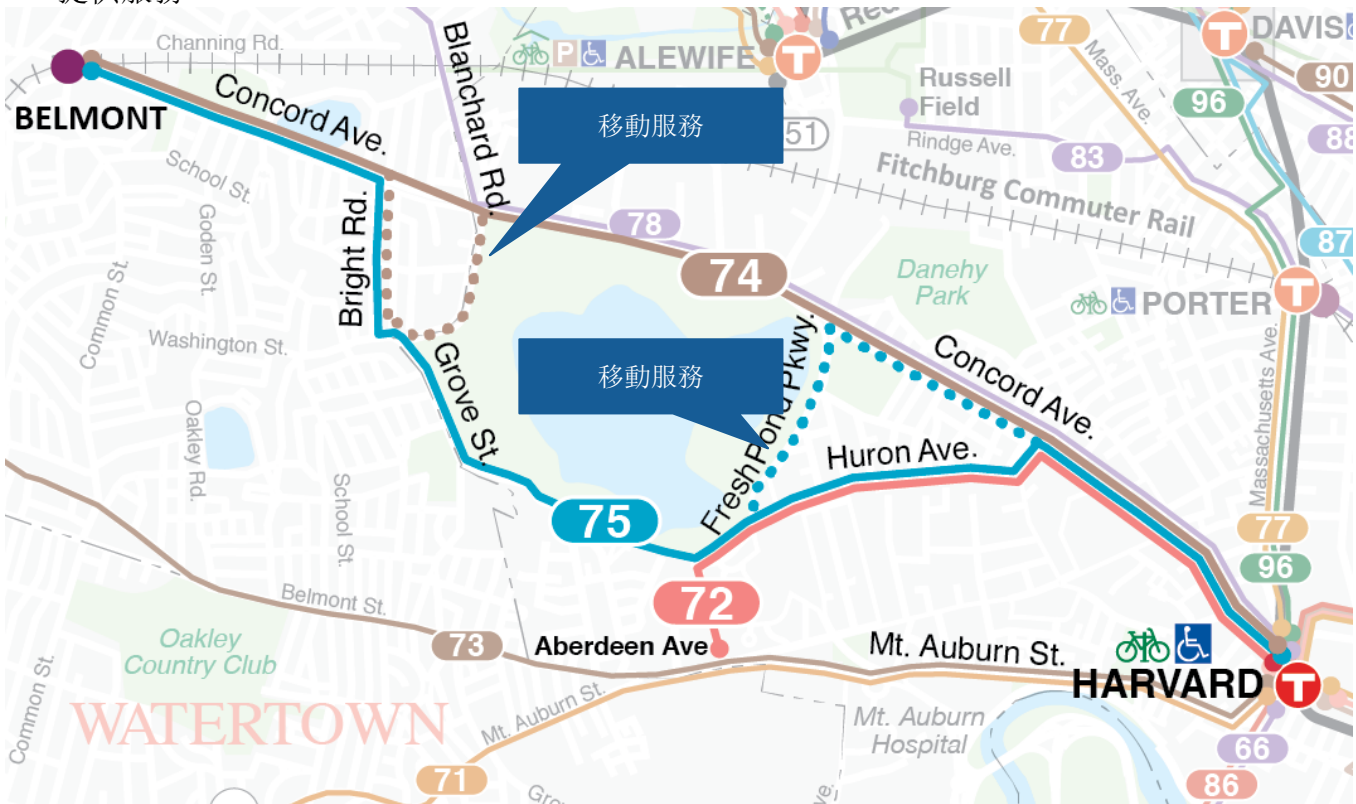 Channing Rd.
Blanchard Rd.
P
ALEWIFE
T
Red
77
Mass. Ave.
T
DAVIS
90
96
88
BELMONT
Concord Ave.
移動服務
51
Russell
Field
Rindge Ave.
83
Fitchburg Commuter Rail
School St.
Goden St.
Common St.
Bright Rd.
78
74
Danehy
Park
87
PORTER
T
Washington St.
Grove St.
移動服務
Fresh Pond Pkwy.
Concord Ave.
Massachusetts Ave.
Oakley Rd.
School St.
Huron Ave.
75
77
96
72
Belmont St.
73
Aberdeen Ave
Mt. Auburn St.
HARVARD
T
Oakley
Country Club
Common St.
WATERTOWN
Mt. Auburn St.
Mt. Auburn
Hospital
66
71
86